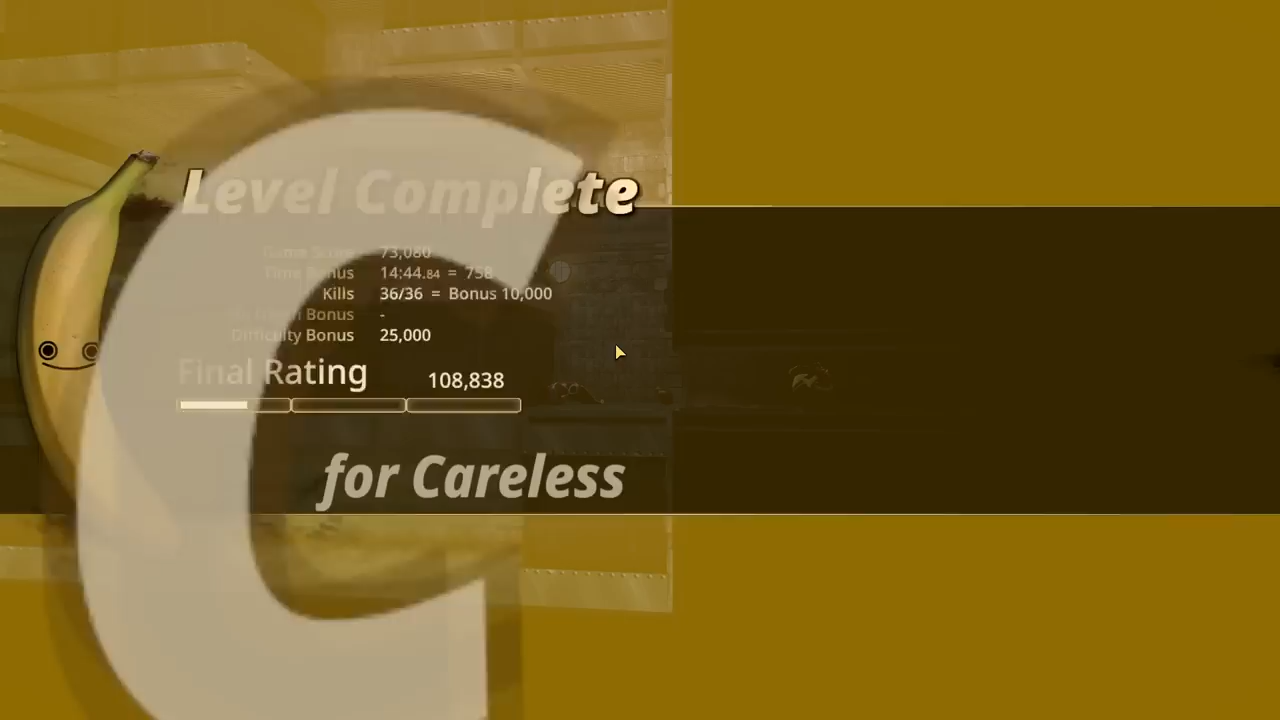 C
Level Complete
Game Score 73,080
Time Bonus 14:44.84 = 758
Kills 36/36 = Bonus 10,000
Bonus -
Difficulty Bonus 25,000
Final Rating 108,838
for Careless